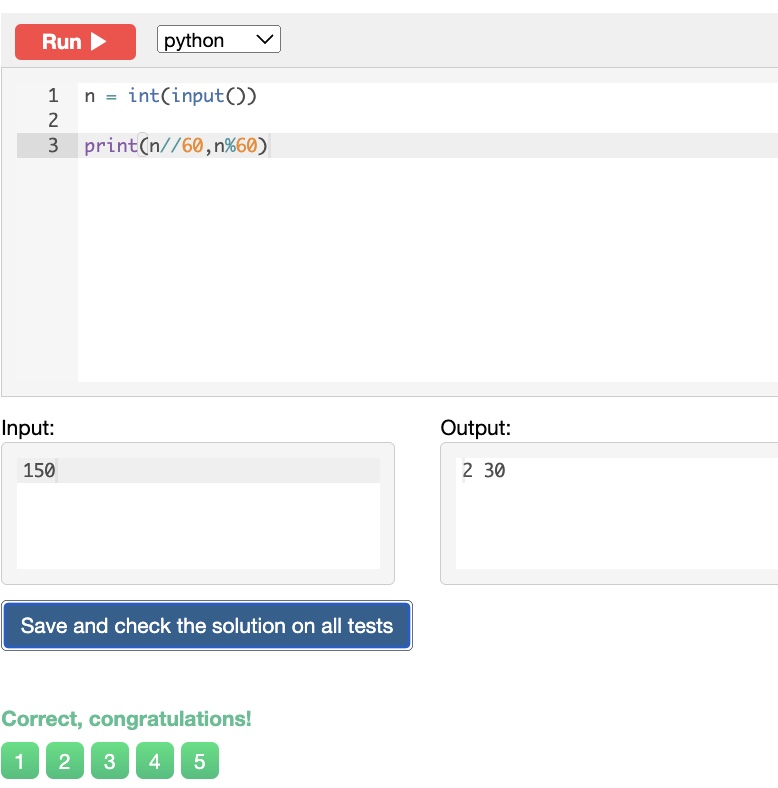 Run ▶ python
1 n = int(input())
2
3 print(n//60,n%60)
Input: Output:
150 2 30
Save and check the solution on all tests
Correct, congratulations!
1 2 3 4 5